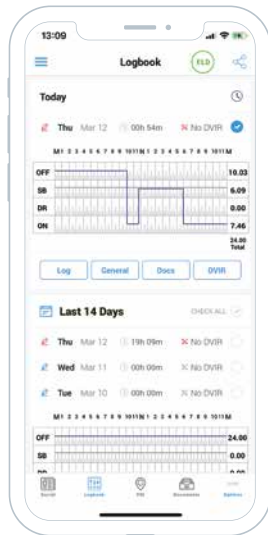 13:09
Logbook
ELD
Today
Thu Mar 12 00h 54m No DVIR
M 1 2 3 4 5 6 7 8 9 10 11 N 1 2 3 4 5 6 7 8 9 10 11 M
OFF 10.03
SB 6.09
DR 0.00
ON 7.46
24.00
Total
Log General Docs DVIR
Last 14 Days CHECK ALL
Thu Mar 12 19h 09m No DVIR
Wed Mar 11 00h 00m No DVIR
Tue Mar 10 00h 00m No DVIR
M 1 2 3 4 5 6 7 8 9 10 11 N 1 2 3 4 5 6 7 8 9 10 11 M
OFF 24.00
SB 0.00
DR 0.00
Logbook Documents